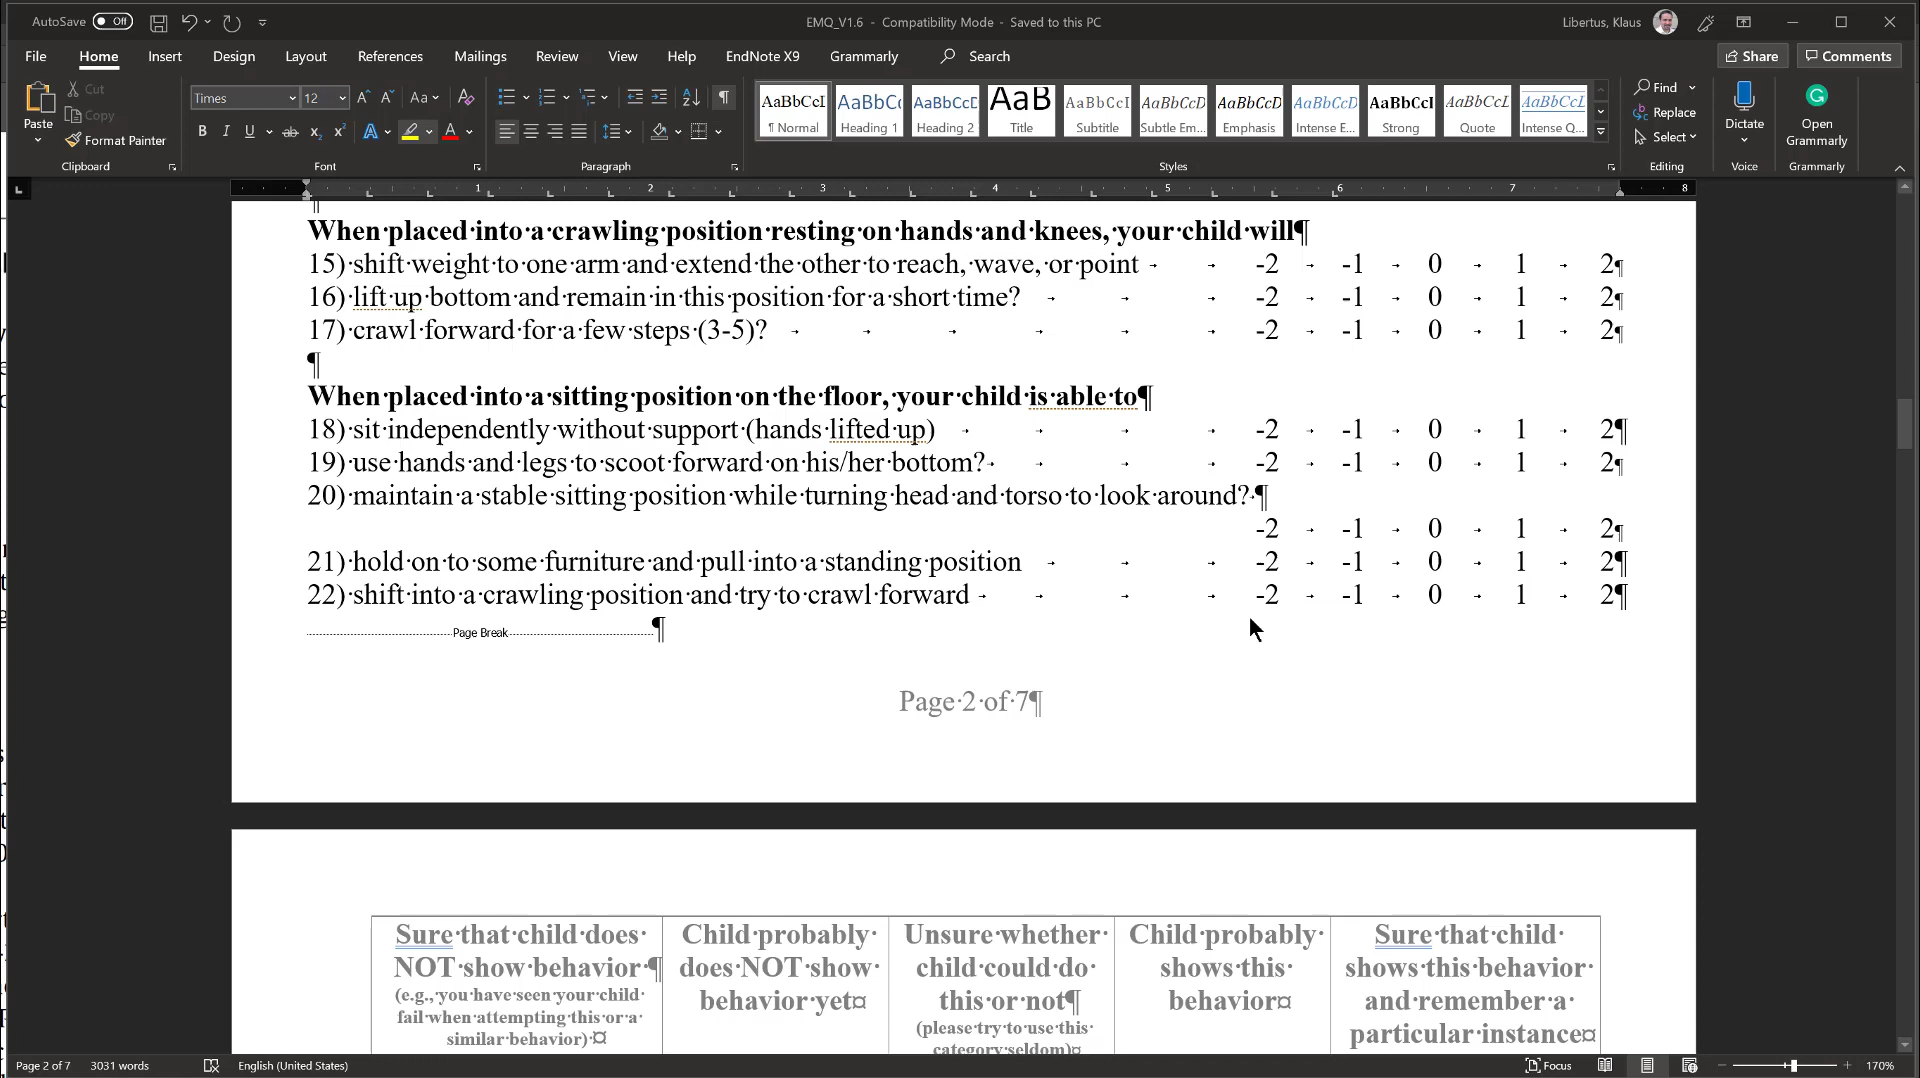 AutoSave Off
EMQ_V1.6 - Compatibility Mode - Saved to this PC
Libertus, Klaus
File Home Insert Design Layout References Mailings Review View Help EndNote X9 Grammarly Search
Share Comments
Paste
Cut
Copy
Format Painter
Clipboard
Times 12
Font
Paragraph
AaBbCcI AaBbCc AaBbCcD AaB AaBbCcD AaBbCcD AaBbCcD AaBbCcD AaBbCcI AaBbCcL AaBbCcL
¶ Normal Heading 1 Heading 2 Title Subtitle Subtle Em... Emphasis Intense E... Strong Quote Intense Q...
Styles
Find
Replace
Select
Editing
Dictate
Voice
Open Grammarly
Grammarly
1 2 3 4 5 6 7 8
When placed into a crawling position resting on hands and knees, your child will¶
15) shift weight to one arm and extend the other to reach, wave, or point -2 -1 0 1 2¶
16) lift up bottom and remain in this position for a short time? -2 -1 0 1 2¶
17) crawl forward for a few steps (3-5)? -2 -1 0 1 2¶
¶
When placed into a sitting position on the floor, your child is able to¶
18) sit independently without support (hands lifted up) -2 -1 0 1 2¶
19) use hands and legs to scoot forward on his/her bottom? -2 -1 0 1 2¶
20) maintain a stable sitting position while turning head and torso to look around? ¶
-2 -1 0 1 2¶
21) hold on to some furniture and pull into a standing position -2 -1 0 1 2¶
22) shift into a crawling position and try to crawl forward -2 -1 0 1 2¶
Page Break ¶
Page 2 of 7¶
Sure that child does NOT show behavior ¶
(e.g., you have seen your child fail when attempting this or a similar behavior) ¤
Child probably does NOT show behavior yet¤
Unsure whether child could do this or not¶
(please try to use this category seldom)¤
Child probably shows this behavior¤
Sure that child shows this behavior and remember a particular instance¤
Page 2 of 7 3031 words English (United States) Focus 170%